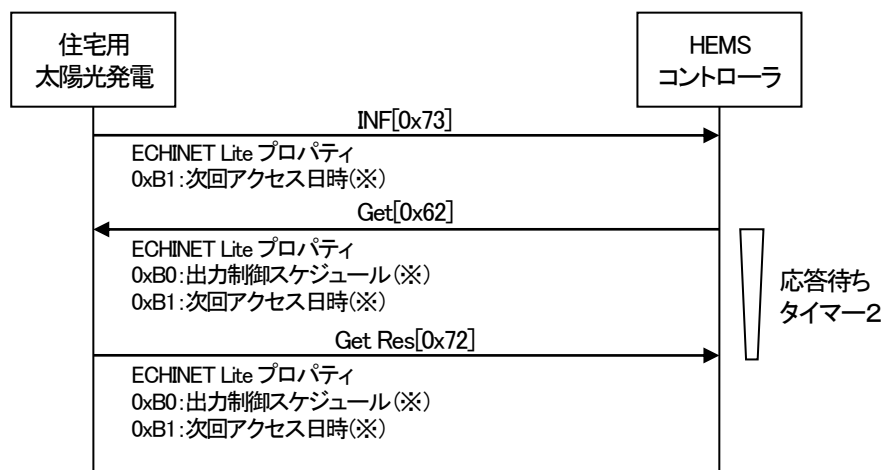 住宅用
太陽光発電
HEMS
コントローラ
INF[0x73]
ECHINET Lite プロパティ
0xB1:次回アクセス日時(※)
Get[0x62]
ECHINET Lite プロパティ
0xB0:出力制御スケジュール(※)
0xB1:次回アクセス日時(※)
応答待ち
タイマー2
Get Res[0x72]
ECHINET Lite プロパティ
0xB0:出力制御スケジュール(※)
0xB1:次回アクセス日時(※)